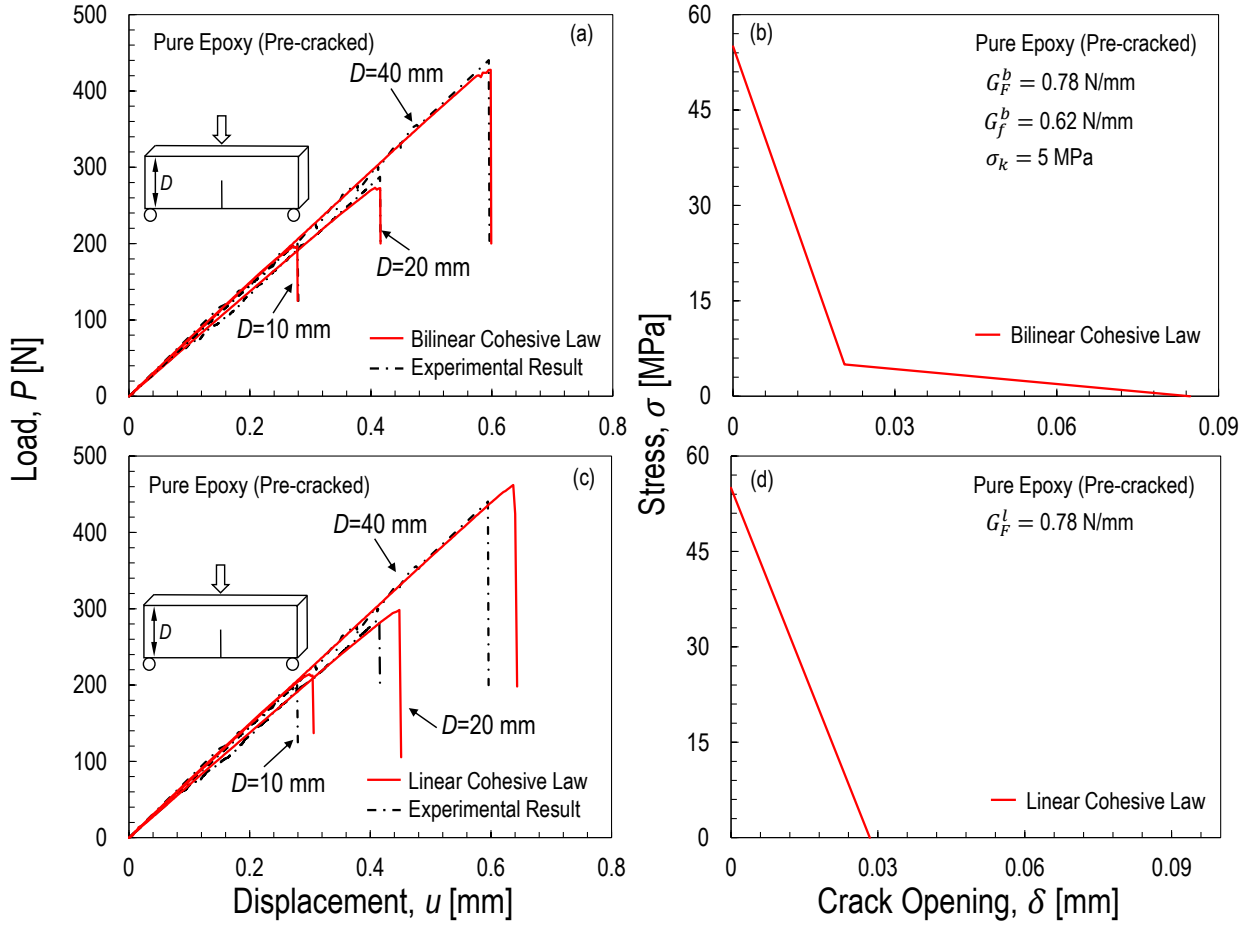 Load, P [N]
500
400
300
200
100
0
Pure Epoxy (Pre-cracked)
(a)
D=40 mm
D
D=20 mm
D=10 mm
Bilinear Cohesive Law
Experimental Result
0 0.2 0.4 0.6 0.8
Stress, σ [MPa]
60
45
30
15
0
(b)
Pure Epoxy (Pre-cracked)
G_F^b = 0.78 N/mm
G_f^b = 0.62 N/mm
σ_k = 5 MPa
Bilinear Cohesive Law
0 0.03 0.06 0.09
500
400
300
200
100
0
Pure Epoxy (Pre-cracked)
(c)
D=40 mm
D
D=20 mm
D=10 mm
Linear Cohesive Law
Experimental Result
0 0.2 0.4 0.6 0.8
Displacement, u [mm]
60
45
30
15
0
(d)
Pure Epoxy (Pre-cracked)
G_F^l = 0.78 N/mm
Linear Cohesive Law
0 0.03 0.06 0.09
Crack Opening, δ [mm]